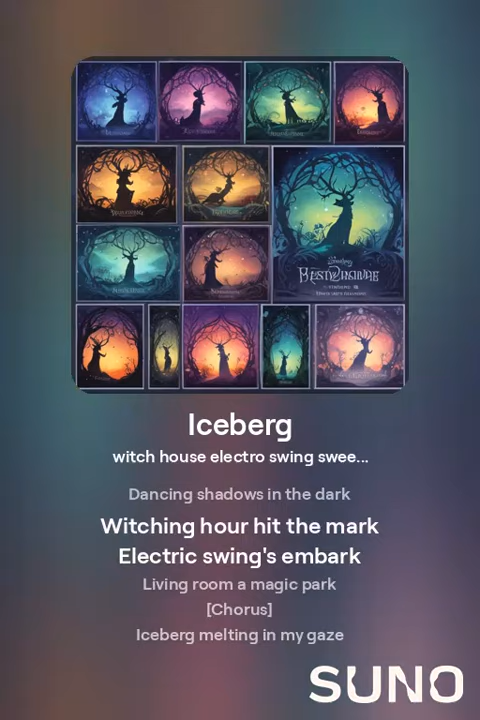 Iceberg
witch house electro swing swee...
Dancing shadows in the dark
Witching hour hit the mark
Electric swing's embark
Living room a magic park
[Chorus]
Iceberg melting in my gaze
SUNO